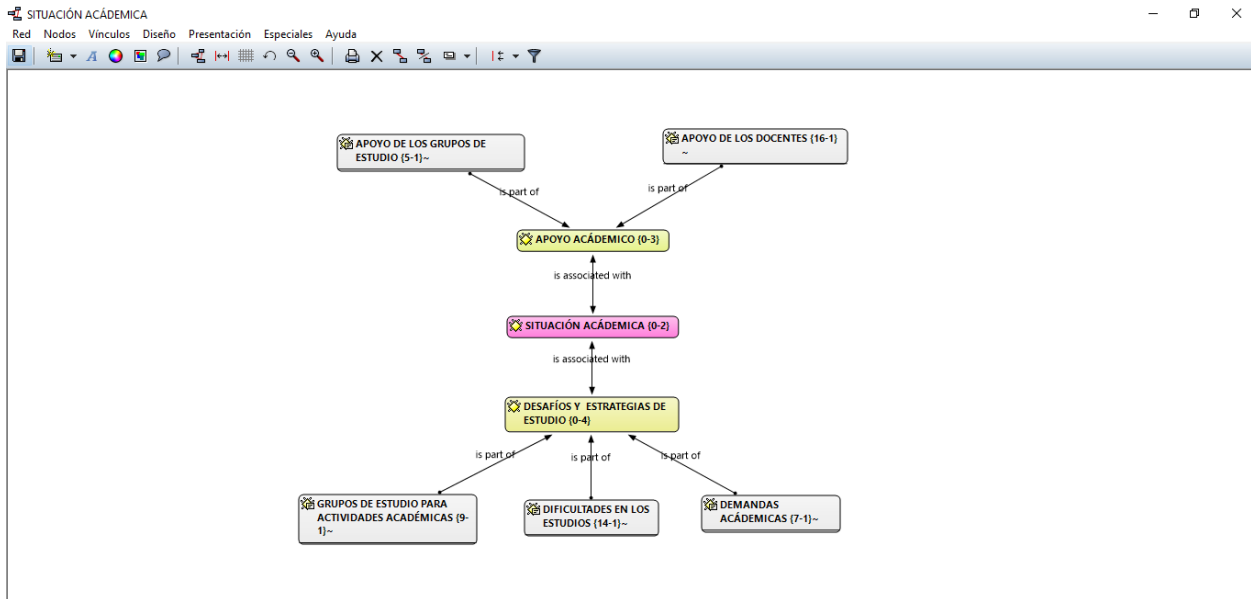 SITUACIÓN ACÁDEMICA
Red Nodos Vínculos Diseño Presentación Especiales Ayuda
APOYO DE LOS GRUPOS DE
ESTUDIO {5-1}~
APOYO DE LOS DOCENTES {16-1}
~
is part of
is part of
APOYO ACÁDEMICO {0-3}
is associated with
SITUACIÓN ACÁDEMICA {0-2}
is associated with
DESAFÍOS Y ESTRATEGIAS DE
ESTUDIO {0-4}
is part of
is part of
is part of
GRUPOS DE ESTUDIO PARA
ACTIVIDADES ACADÉMICAS {9-
1}~
DIFICULTADES EN LOS
ESTUDIOS {14-1}~
DEMANDAS
ACÁDEMICAS {7-1}~